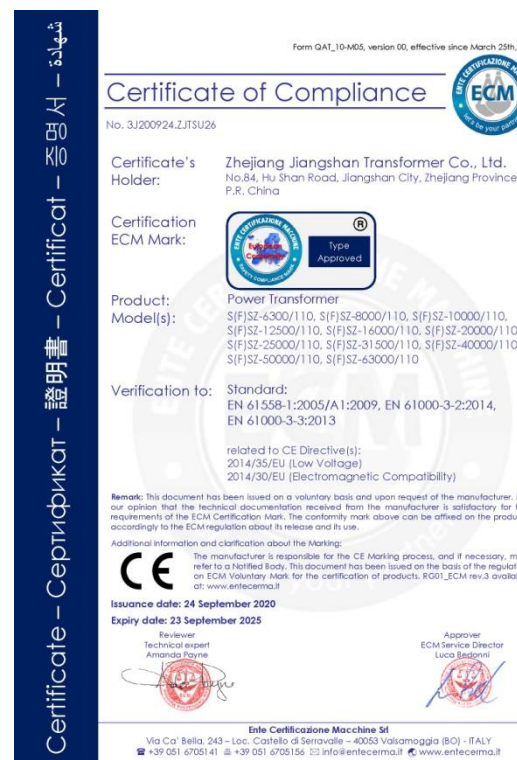 Certificate – Сертификат – 證明書 – Certificat – 증명서 – شهادة
Form QAT_10-M05, version 00, effective since March 25th,
Certificate of Compliance
ENTE CERTIFICAZIONE MACCHINE
ECM
let's be your partner
No. 3J200924.ZJTSU26
Certificate's Holder:
Zhejiang Jiangshan Transformer Co., Ltd.
No.84, Hu Shan Road, Jiangshan City, Zhejiang Province
P.R. China
Certification
ECM Mark:
ENTE CERTIFICAZIONE MACCHINE
European
Conformity
®
Type
Approved
Product:
Power Transformer
Model(s):
S(F)SZ-6300/110, S(F)SZ-8000/110, S(F)SZ-10000/110,
S(F)SZ-12500/110, S(F)SZ-16000/110, S(F)SZ-20000/110
S(F)SZ-25000/110, S(F)SZ-31500/110, S(F)SZ-40000/110
S(F)SZ-50000/110, S(F)SZ-63000/110
Verification to:
Standard:
EN 61558-1:2005/A1:2009, EN 61000-3-2:2014,
EN 61000-3-3:2013
related to CE Directive(s):
2014/35/EU (Low Voltage)
2014/30/EU (Electromagnetic Compatibility)
Remark: This document has been issued on a voluntary basis and upon request of the manufacturer.
our opinion that the technical documentation received from the manufacturer is satisfactory for
requirements of the ECM Certification Mark. The conformity mark above can be affixed on the produ
accordingly to the ECM regulation about its release and its use.
Additional information and clarification about the Marking:
CE
The manufacturer is responsible for the CE Marking process, and if necessary, m
refer to a Notified Body. This document has been issued on the basis of the regulat
on ECM Voluntary Mark for the certification of products. RG01_ECM rev.3 availab
at: www.entecerma.it
Issuance date: 24 September 2020
Expiry date: 23 September 2025
Reviewer
Technical expert
Amanda Payne
Approver
ECM Service Director
Luca Bedonni
Ente Certificazione Macchine Srl
Via Ca' Bella, 243 – Loc. Castello di Serravalle – 40053 Valsamoggia (BO) - ITALY
☎ +39 051 6705141 +39 051 6705156 ✉ info@entecerma.it www.entecerma.it